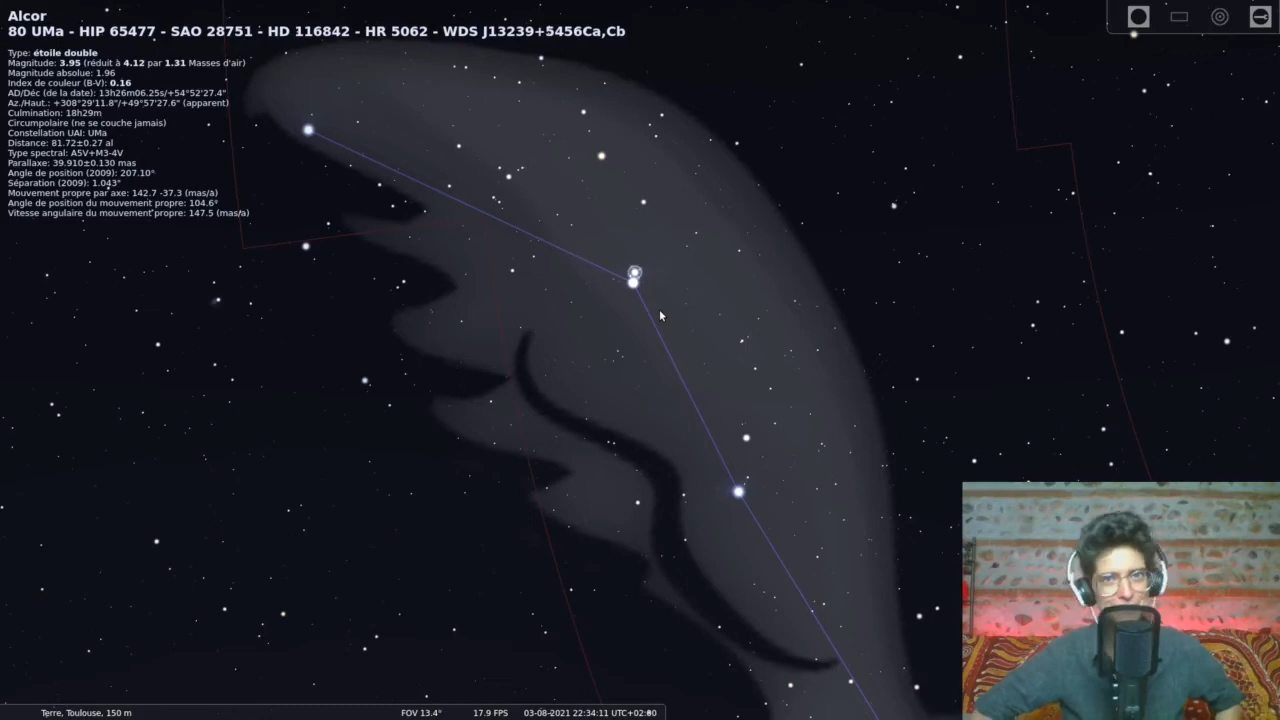 Alcor
80 UMa - HIP 65477 - SAO 28751 - HD 116842 - HR 5062 - WDS J13239+5456Ca,Cb
Type: étoile double
Magnitude: 3.95 (réduit à 4.12 par 1.31 Masses d'air)
Magnitude absolue: 1.96
Index de couleur (B-V): 0.16
AD/Déc (de la date): 13h26m06.25s/+54°52'27.4"
Az./Haut.: +308°29'11.8"/+49°57'27.6" (apparent)
Culmination: 18h29m
Circumpolaire (ne se couche jamais)
Constellation UAI: UMa
Distance: 81.72±0.27 al
Type spectral: A5V+M3-4V
Parallaxe: 39.910±0.130 mas
Angle de position (2009): 207.10°
Séparation (2009): 1.043"
Mouvement propre par axe: 142.7 -37.3 (mas/a)
Angle de position du mouvement propre: 104.6°
Vitesse angulaire du mouvement propre: 147.5 (mas/a)
Terre, Toulouse, 150 m FOV 13.4° 17.9 FPS 03-08-2021 22:34:11 UTC+02:00